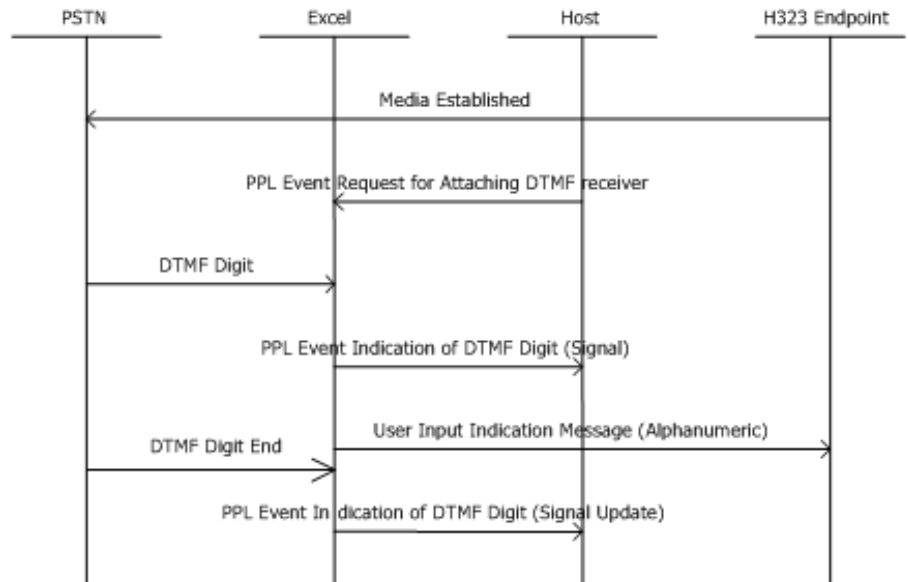 PSTN Excel Host H323 Endpoint
Media Established
PPL Event Request for Attaching DTMF receiver
DTMF Digit
PPL Event Indication of DTMF Digit (Signal)
User Input Indication Message (Alphanumeric)
DTMF Digit End
PPL Event In dication of DTMF Digit (Signal Update)